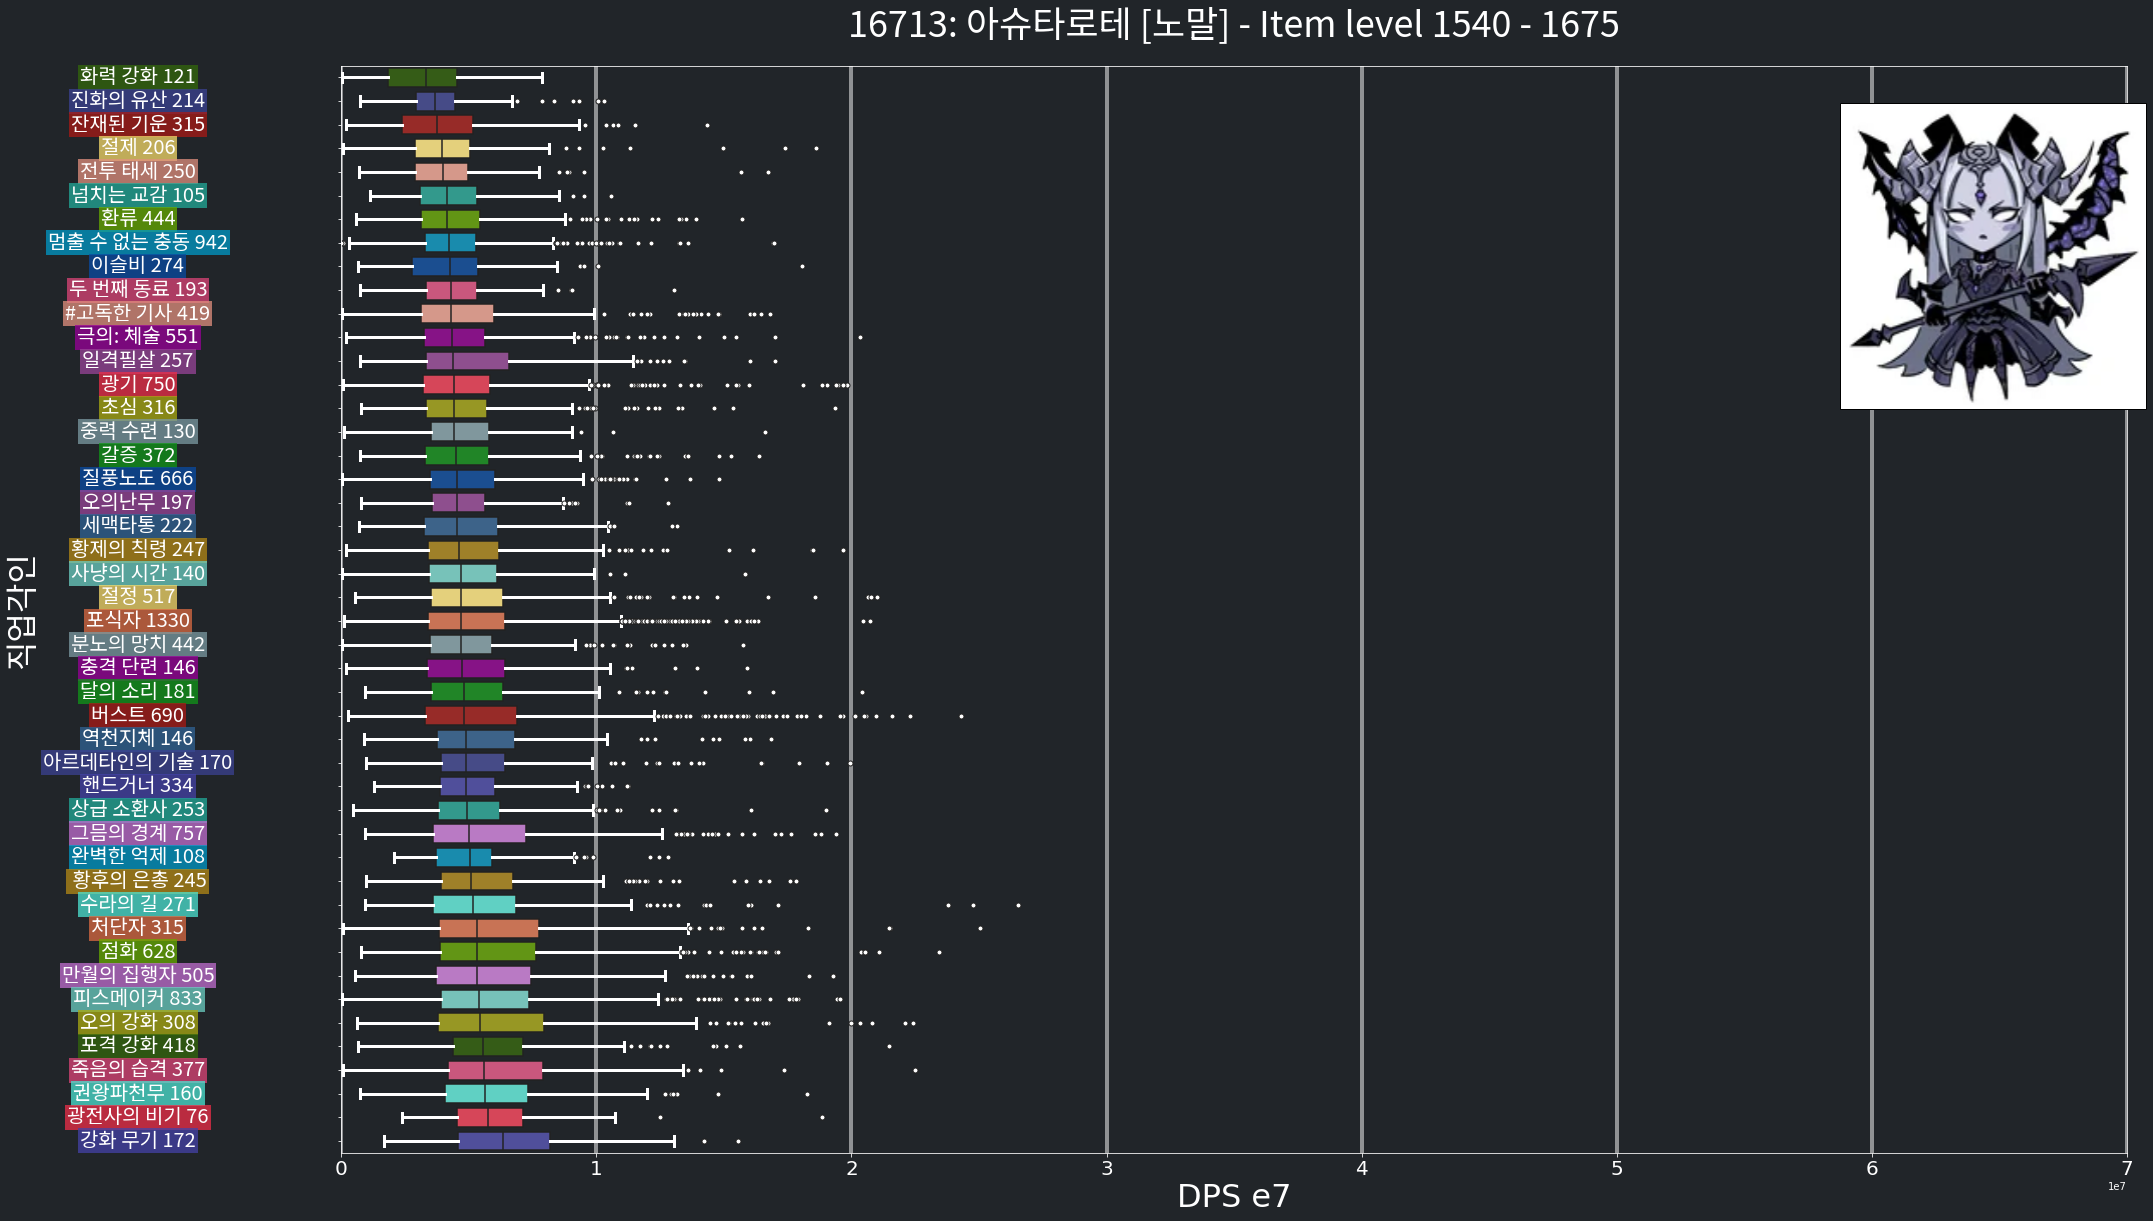 16713: 아슈타로테 [노말] - Item level 1540 - 1675
화력 강화 121
진화의 유산 214
잔재된 기운 315
절제 206
전투 태세 250
넘치는 교감 105
환류 444
멈출 수 없는 충동 942
이슬비 274
두 번째 동료 193
#고독한 기사 419
극의: 체술 551
일격필살 257
광기 750
초심 316
중력 수련 130
갈증 372
질풍노도 666
오의난무 197
세맥타통 222
황제의 칙령 247
사냥의 시간 140
절정 517
포식자 1330
분노의 망치 442
충격 단련 146
달의 소리 181
버스트 690
역천지체 146
아르데타인의 기술 170
핸드거너 334
상급 소환사 253
그믐의 경계 757
완벽한 억제 108
황후의 은총 245
수라의 길 271
처단자 315
점화 628
만월의 집행자 505
피스메이커 833
오의 강화 308
포격 강화 418
죽음의 습격 377
권왕파천무 160
광전사의 비기 76
강화 무기 172
직업각인
0 1 2 3 4 5 6 7
1e7
DPS e7